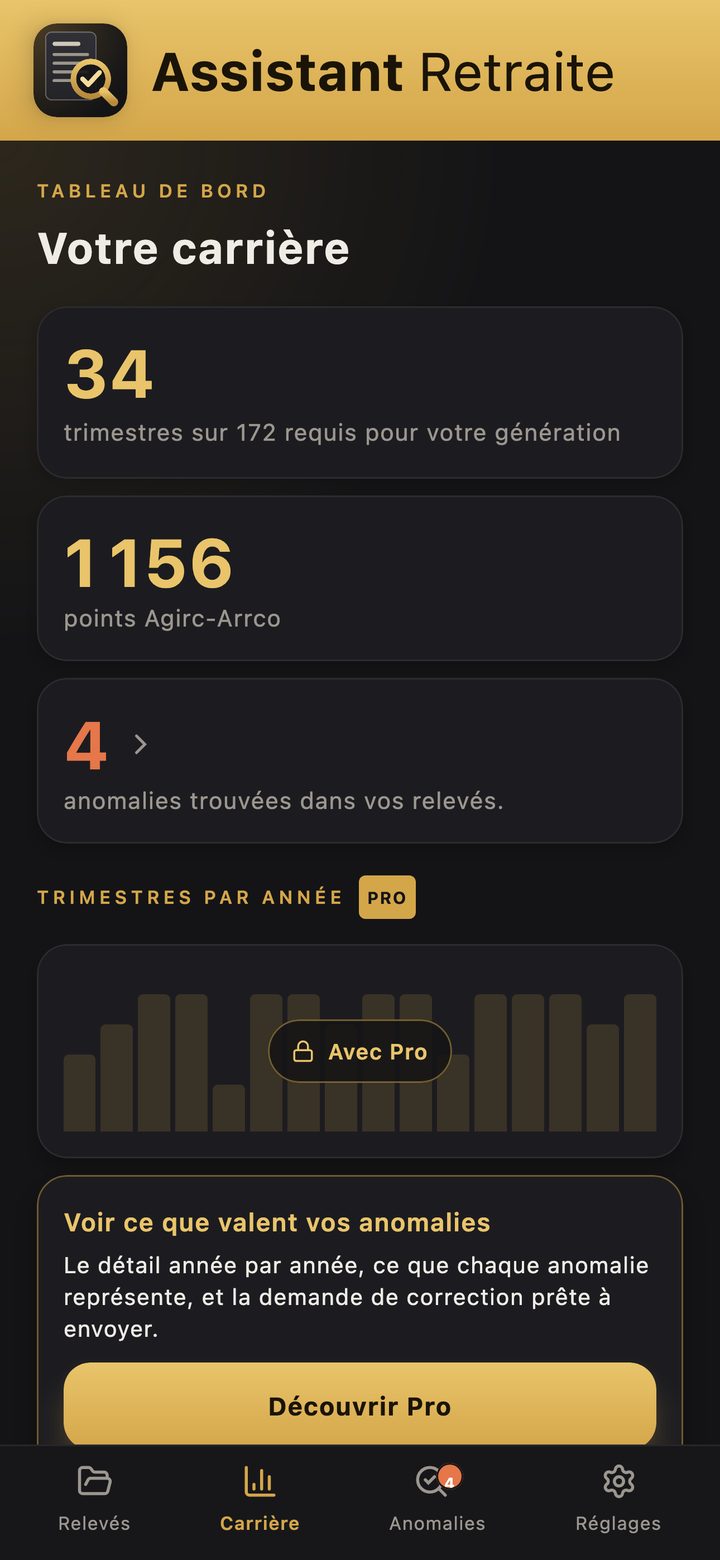 Assistant Retraite
TABLEAU DE BORD
Votre carrière
34
trimestres sur 172 requis pour votre génération
1 156
points Agirc-Arrco
4
anomalies trouvées dans vos relevés.
TRIMESTRES PAR ANNÉE PRO
Avec Pro
Voir ce que valent vos anomalies
Le détail année par année, ce que chaque anomalie
représente, et la demande de correction prête à
envoyer.
Découvrir Pro
4
Relevés Carrière Anomalies Réglages